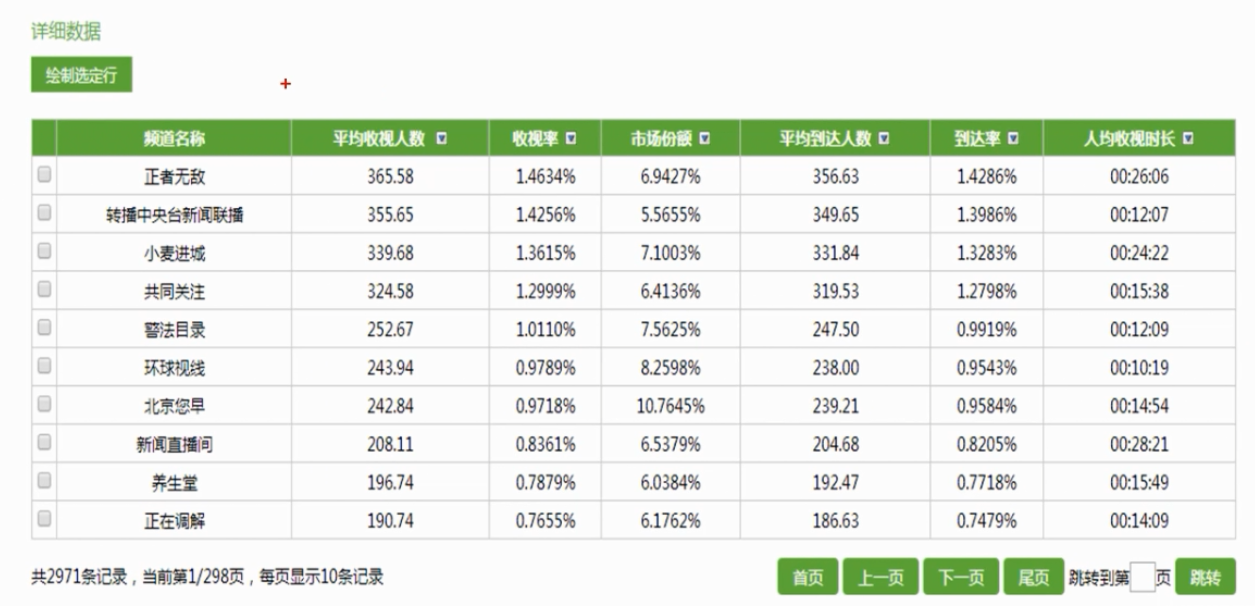 详细数据
绘制选定行
频道名称 平均收视人数 收视率 市场份额 平均到达人数 到达率 人均收视时长
正者无敌 365.58 1.4634% 6.9427% 356.63 1.4286% 00:26:06
转播中央台新闻联播 355.65 1.4256% 5.5655% 349.65 1.3986% 00:12:07
小麦进城 339.68 1.3615% 7.1003% 331.84 1.3283% 00:24:22
共同关注 324.58 1.2999% 6.4136% 319.53 1.2798% 00:15:38
警法目录 252.67 1.0110% 7.5625% 247.50 0.9919% 00:12:09
环球视线 243.94 0.9789% 8.2598% 238.00 0.9543% 00:10:19
北京您早 242.84 0.9718% 10.7645% 239.21 0.9584% 00:14:54
新闻直播间 208.11 0.8361% 6.5379% 204.68 0.8205% 00:28:21
养生堂 196.74 0.7879% 6.0384% 192.47 0.7718% 00:15:49
正在调解 190.74 0.7655% 6.1762% 186.63 0.7479% 00:14:09
共2971条记录，当前第1/298页，每页显示10条记录 首页 上一页 下一页 尾页 跳转到第 页 跳转